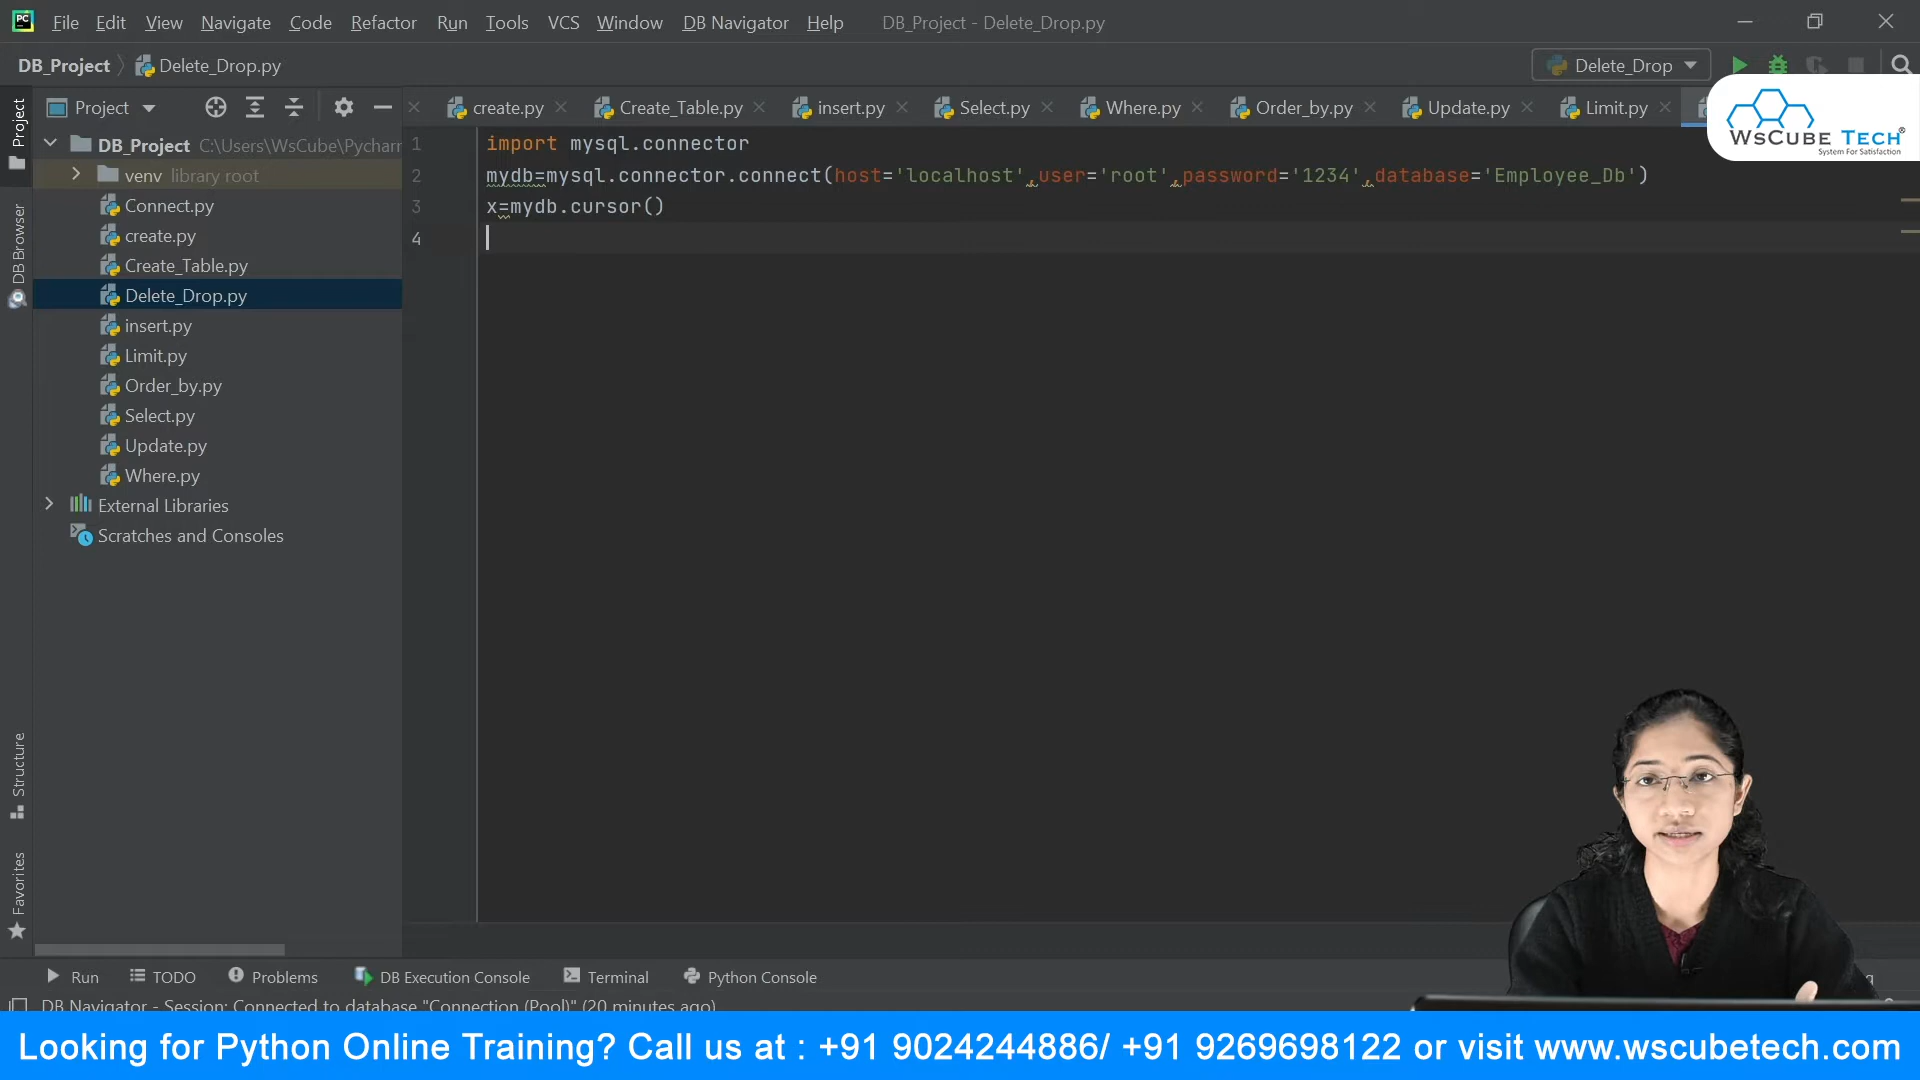 PC File Edit View Navigate Code Refactor Run Tools VCS Window DB Navigator Help DB_Project - Delete_Drop.py
DB_Project Delete_Drop.py Delete_Drop
Project create.py Create_Table.py insert.py Select.py Where.py Order_by.py Update.py Limit.py
WsCube Tech®
System For Satisfaction
Project
DB Browser
Structure
Favorites
DB_Project C:\Users\WsCube\Pycharm
venv library root
Connect.py
create.py
Create_Table.py
Delete_Drop.py
insert.py
Limit.py
Order_by.py
Select.py
Update.py
Where.py
External Libraries
Scratches and Consoles
1 import mysql.connector
2 mydb=mysql.connector.connect(host='localhost',user='root',password='1234',database='Employee_Db')
3 x=mydb.cursor()
4
Run TODO Problems DB Execution Console Terminal Python Console
DB Navigator - Session: Connected to database "Connection (Pool)" (20 minutes ago)
Looking for Python Online Training? Call us at : +91 9024244886/ +91 9269698122 or visit www.wscubetech.com